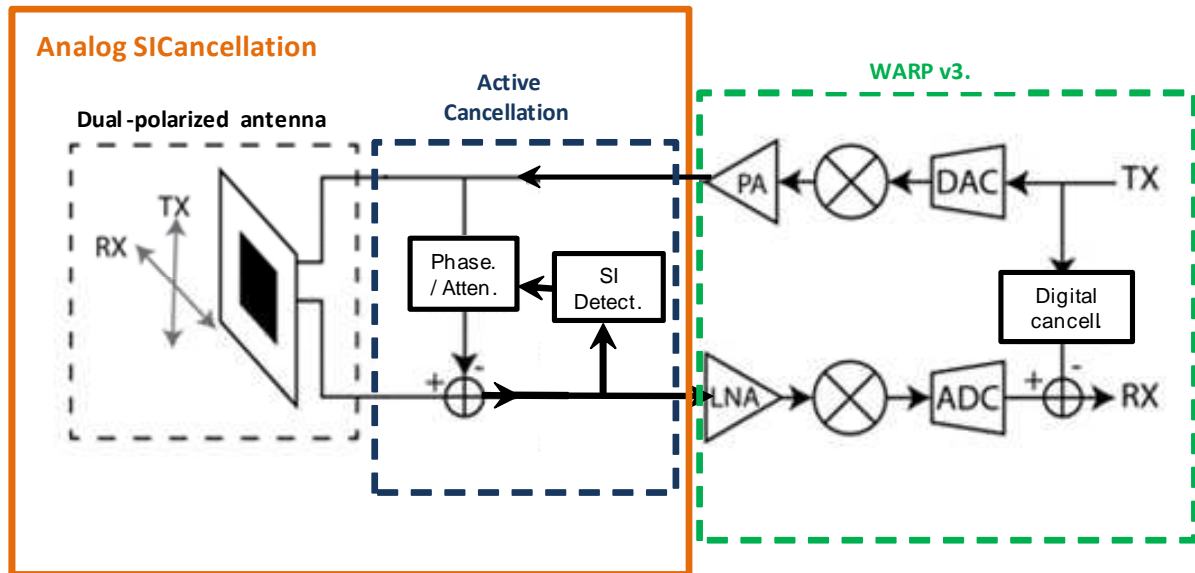 Analog SICancellation
Active
Cancellation
WARP v3.
Dual-polarized antenna
TX
RX
Phase.
/ Atten.
SI
Detect.
+
-
PA
DAC
TX
Digital
cancell.
LNA
ADC
+
-
RX